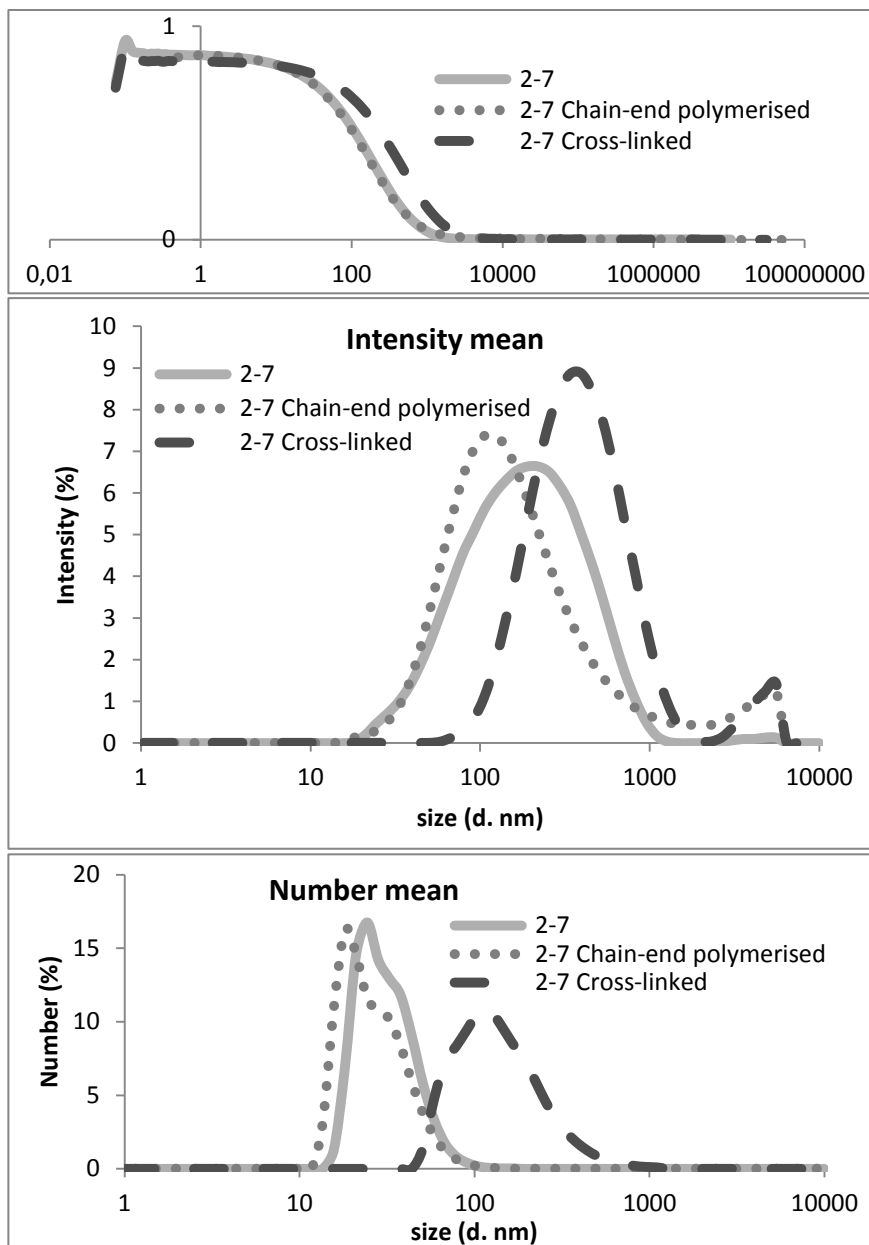 1
2-7
2-7 Chain-end polymerised
2-7 Cross-linked
0
0,01 1 100 10000 1000000 100000000
Intensity mean
2-7
2-7 Chain-end polymerised
2-7 Cross-linked
Intensity (%)
10
9
8
7
6
5
4
3
2
1
0
1 10 100 1000 10000
size (d. nm)
Number mean
2-7
2-7 Chain-end polymerised
2-7 Cross-linked
Number (%)
20
15
10
5
0
1 10 100 1000 10000
size (d. nm)